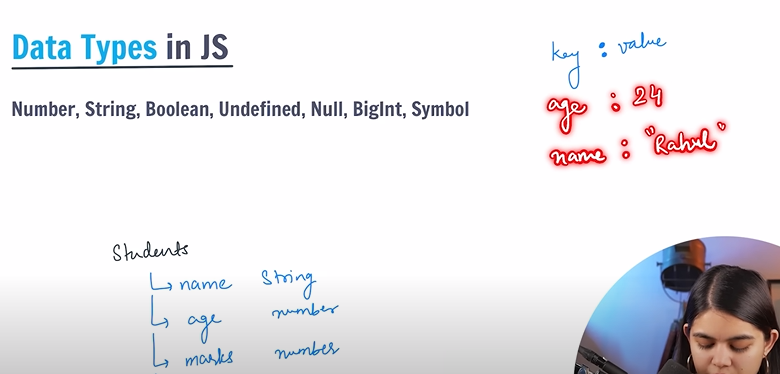 Data Types in JS
Number, String, Boolean, Undefined, Null, BigInt, Symbol
key : value
age : 24
name : "Rahul"
Students
name String
age number
marks number